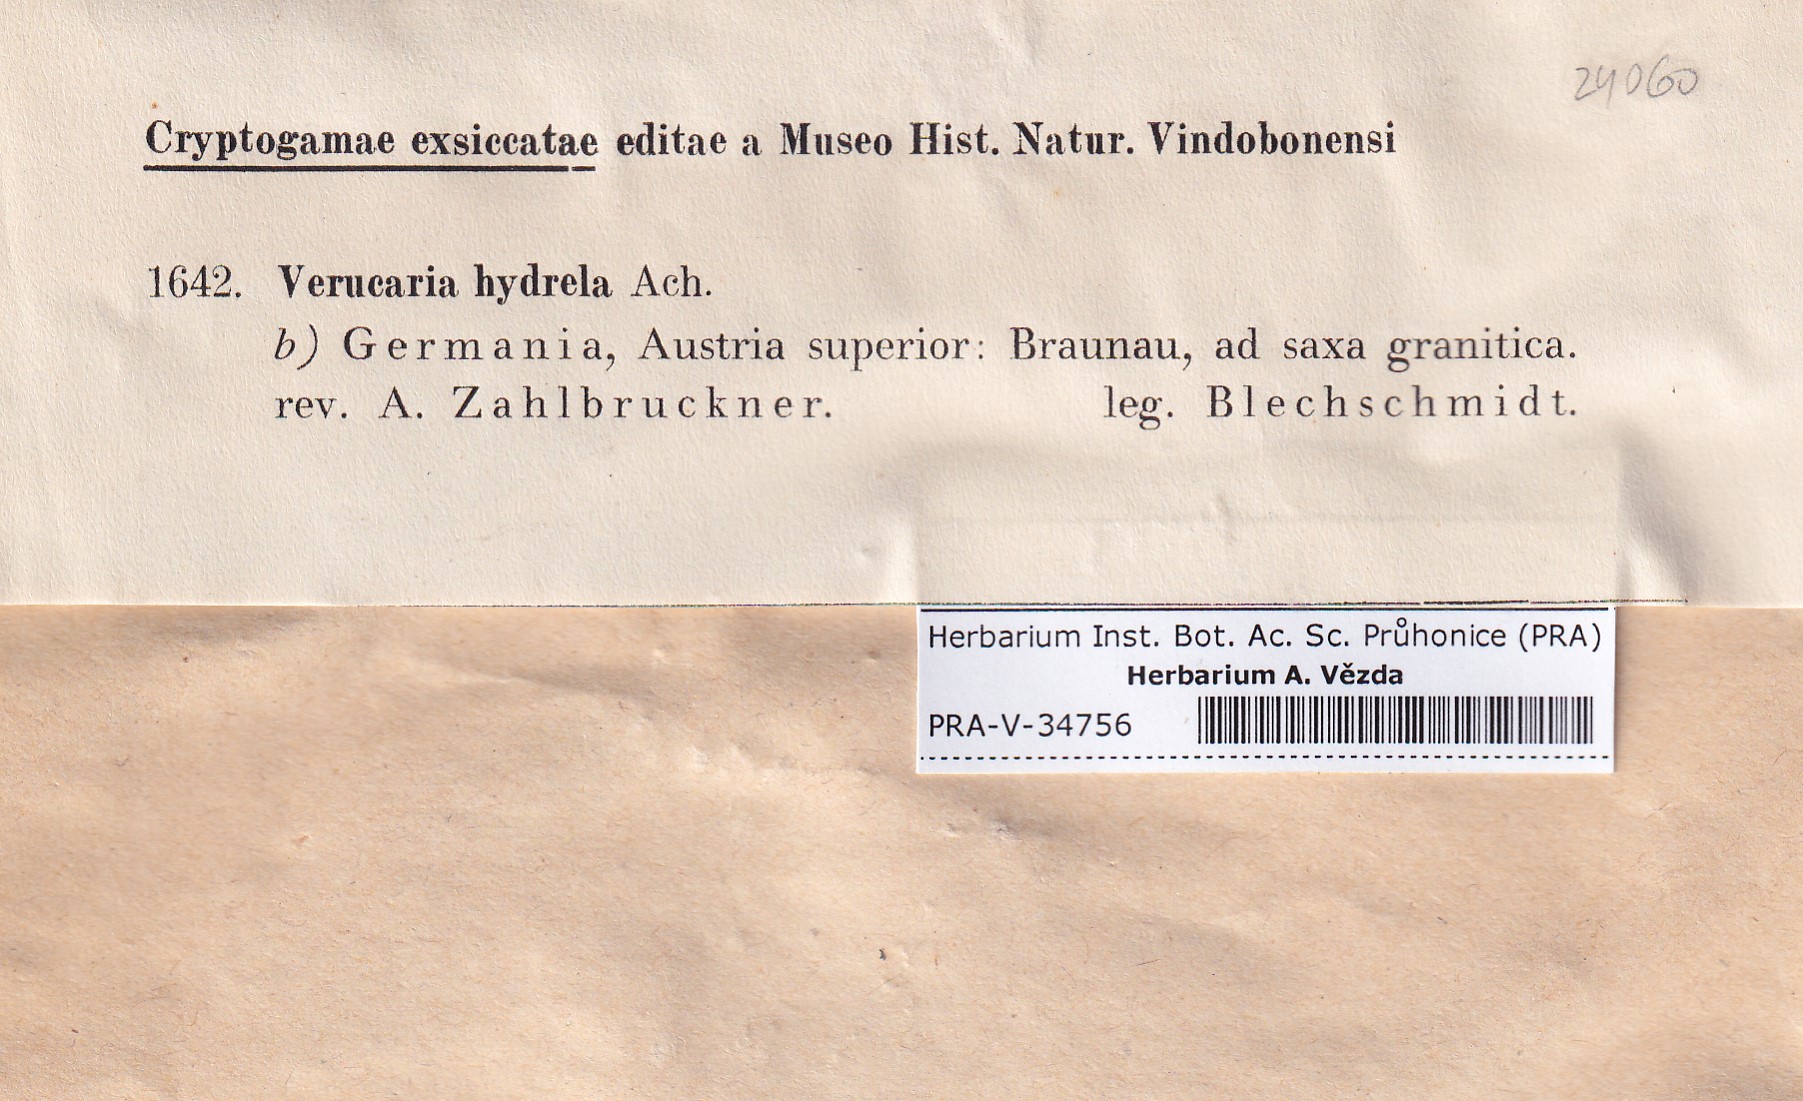 24060
Cryptogamae exsiccatae editae a Museo Hist. Natur. Vindobonensi
1642. Verucaria hydrela Ach.
b) Germania, Austria superior: Braunau, ad saxa granitica.
rev. A. Zahlbruckner. leg. Blechschmidt.
Herbarium Inst. Bot. Ac. Sc. Průhonice (PRA)
Herbarium A. Vězda
PRA-V-34756